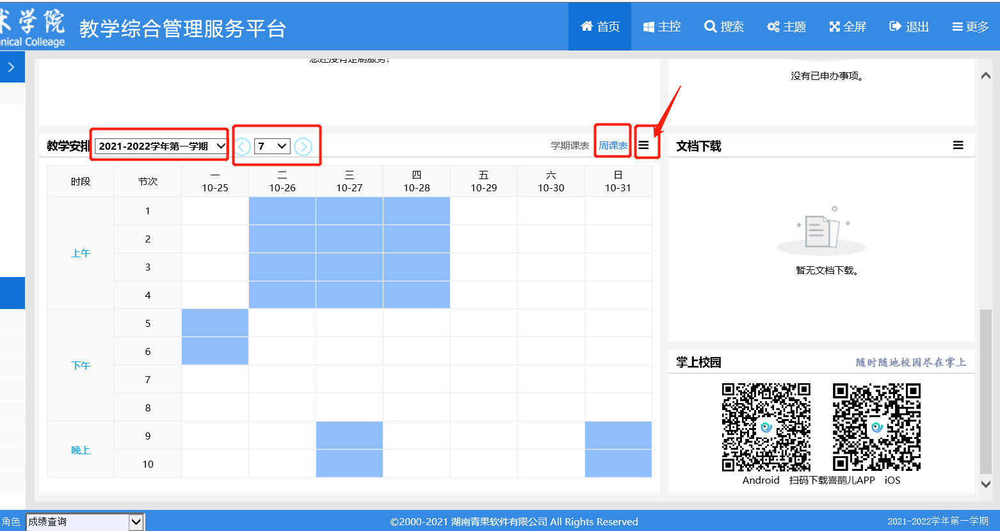 术学院
nical Colleage
教学综合管理服务平台
首页
主控
搜索
主题
全屏
退出
更多
您还没有定制服务!
没有已申办事项。
教学安排
2021-2022学年第一学期
7
学期课表
周课表
时段
节次
一
10-25
二
10-26
三
10-27
四
10-28
五
10-29
六
10-30
日
10-31
上午
1
2
3
4
下午
5
6
7
8
晚上
9
10
文档下载
暂无文档下载。
掌上校园
随时随地校园尽在掌上
Android 扫码下载喜鹊儿APP iOS
角色
成绩查询
©2000-2021 湖南青果软件有限公司 All Rights Reserved
2021-2022学年第一学期